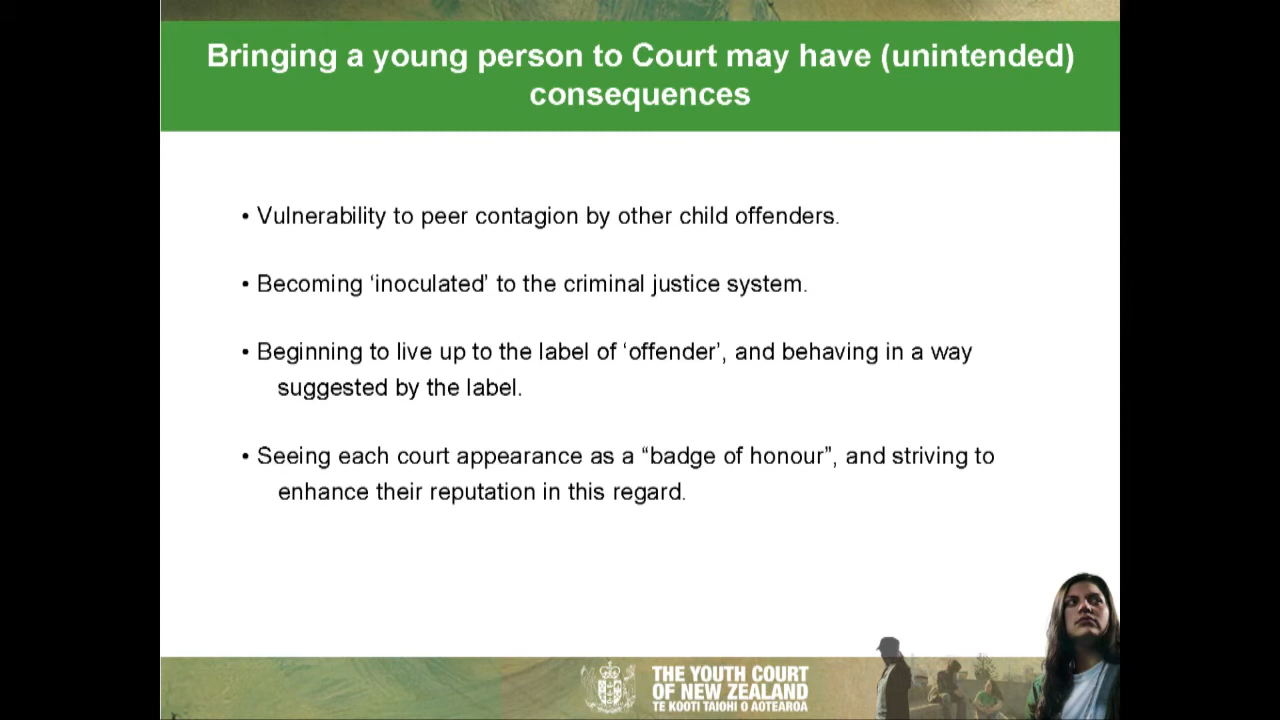 Bringing a young person to Court may have (unintended)
consequences
• Vulnerability to peer contagion by other child offenders.
• Becoming ‘inoculated’ to the criminal justice system.
• Beginning to live up to the label of ‘offender’, and behaving in a way
suggested by the label.
• Seeing each court appearance as a “badge of honour”, and striving to
enhance their reputation in this regard.
THE YOUTH COURT
OF NEW ZEALAND
TE KOOTI TAIOHI O AOTEAROA